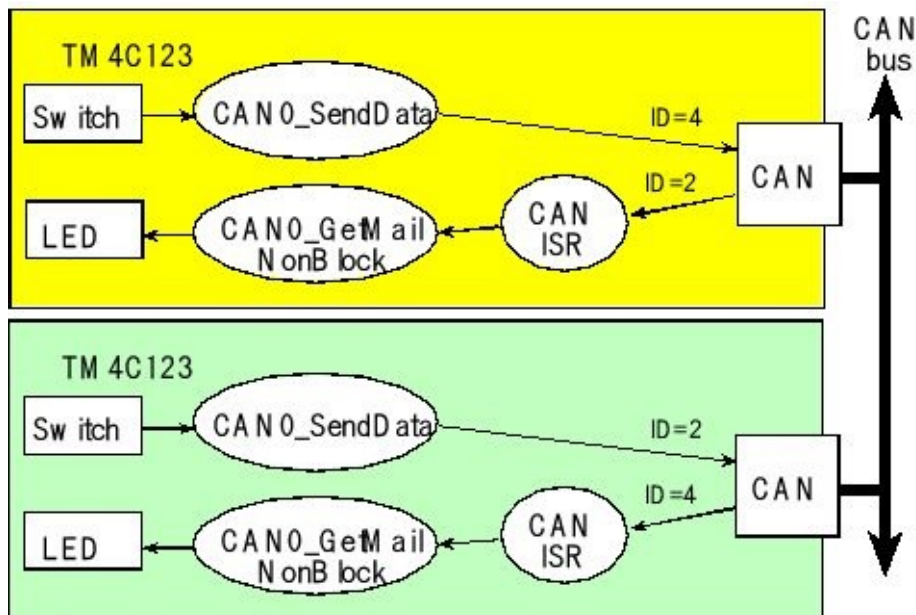 TM4C123
CAN
bus
Switch
CAN0_SendData
ID=4
CAN
ID=2
LED
CAN0_GetMail
NonBlock
CAN
ISR
TM4C123
Switch
CAN0_SendData
ID=2
CAN
ID=4
LED
CAN0_GetMail
NonBlock
CAN
ISR